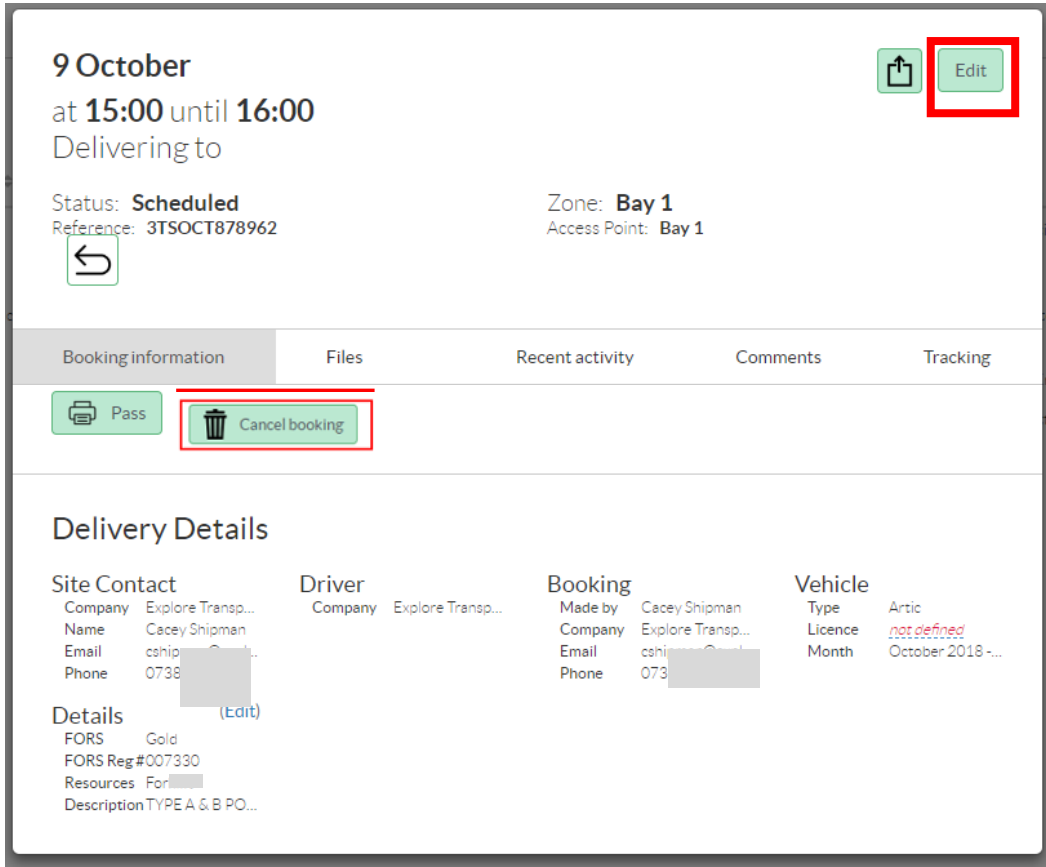 9 October
Edit
at 15:00 until 16:00
Delivering to
Status: Scheduled
Zone: Bay 1
Reference: 3TSOCT878962
Access Point: Bay 1
Booking information Files Recent activity Comments Tracking
Pass Cancel booking
Delivery Details
Site Contact
Company Explore Transp...
Name Cacey Shipman
Email cship
Phone 0738
Driver
Company Explore Transp...
Booking
Made by Cacey Shipman
Company Explore Transp...
Email
Phone 073
Vehicle
Type Artic
Licence not defined
Month October 2018 -...
Details (Edit)
FORS Gold
FORS Reg# 007330
Resources For
Description TYPE A & B PO...